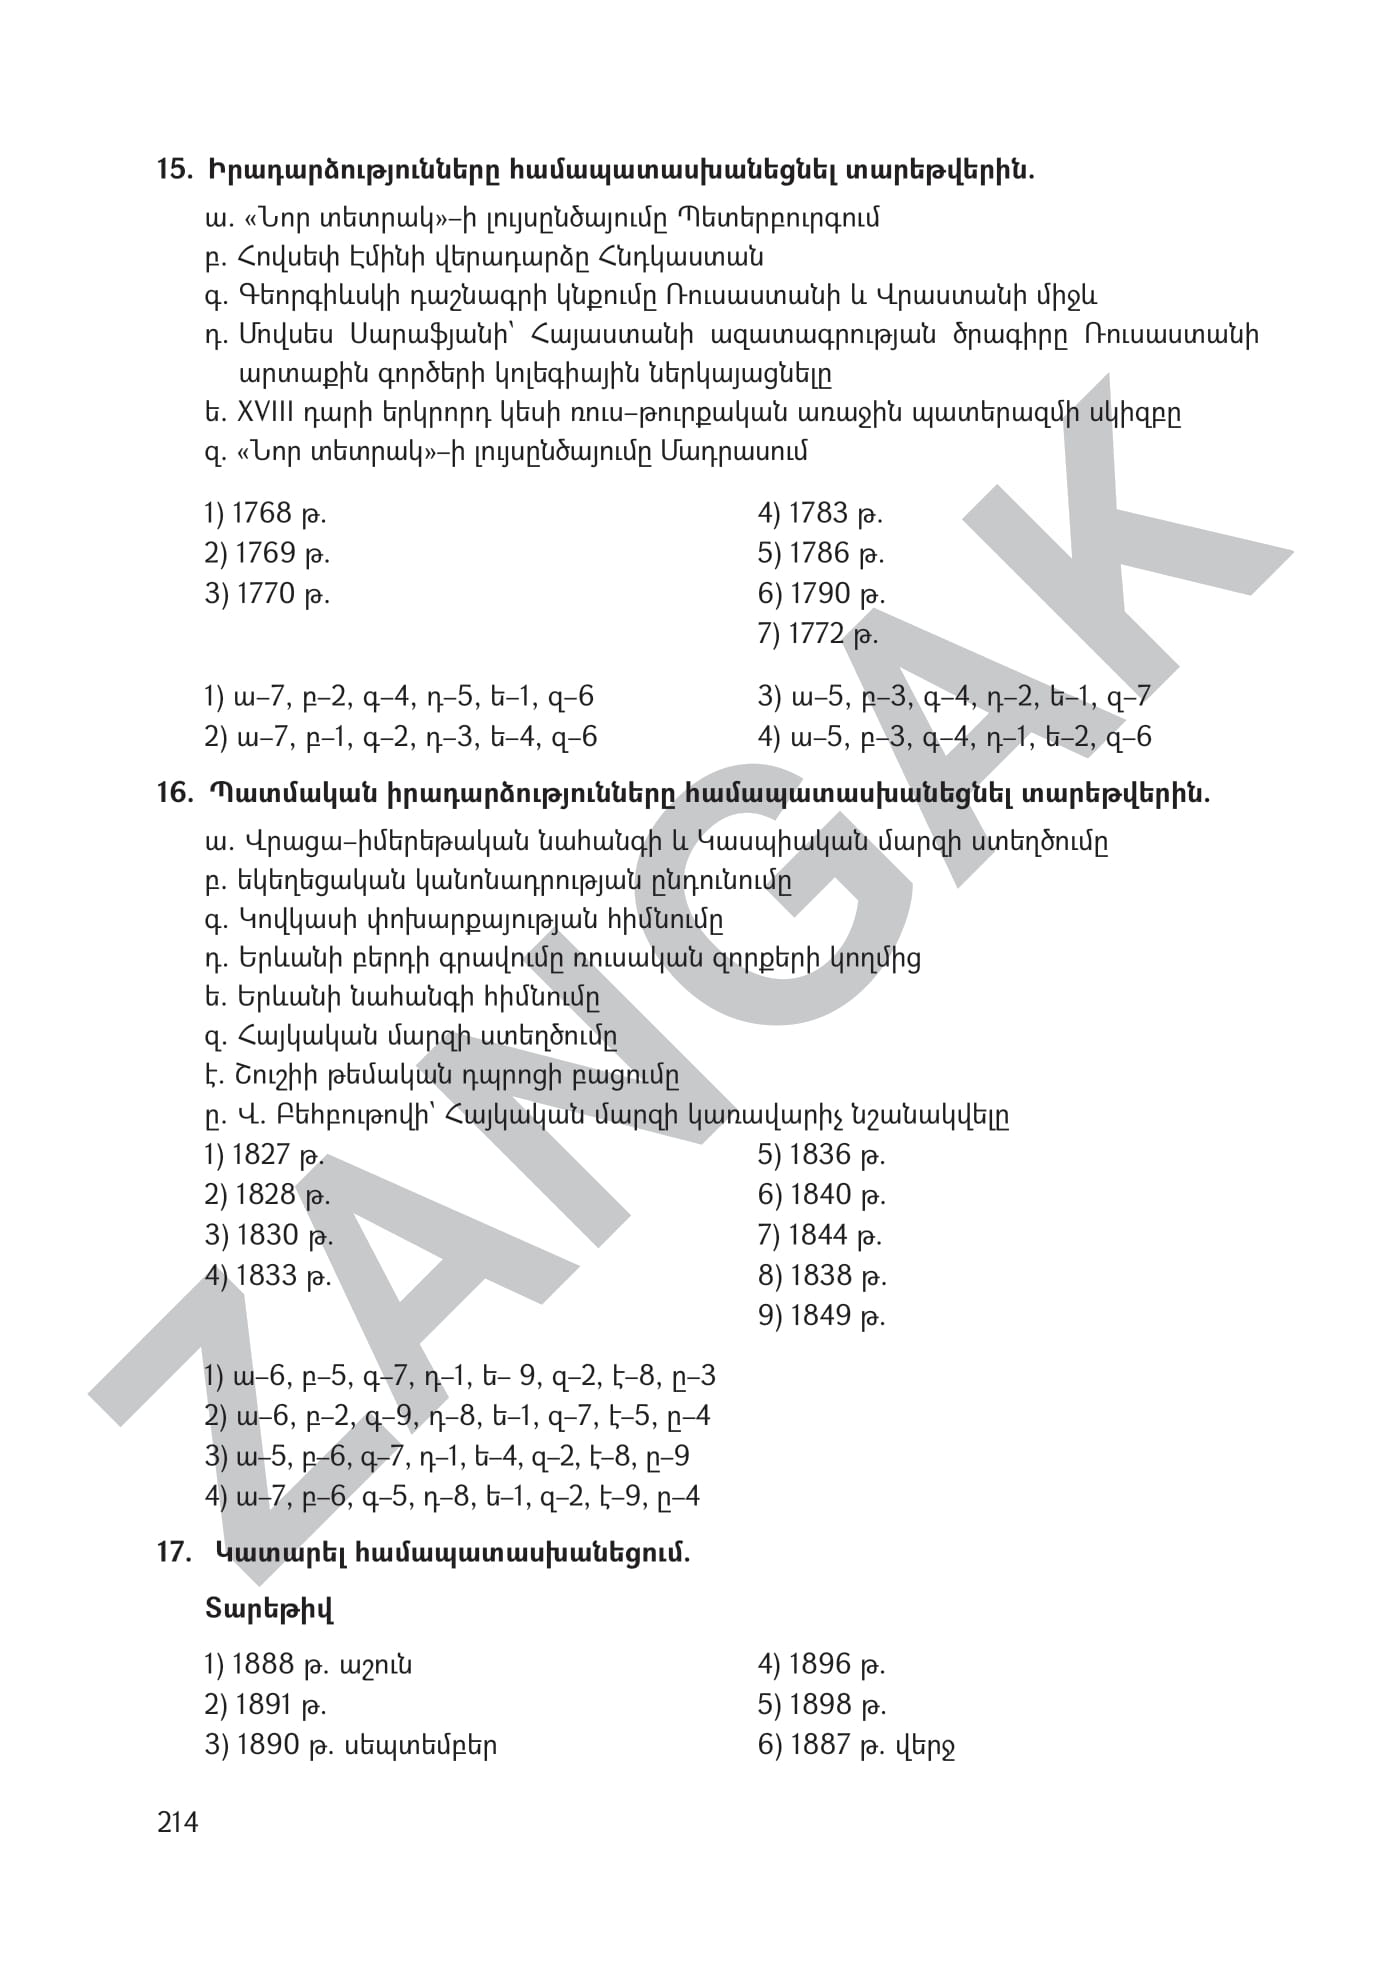 15. Իրադարձությունները համապատասխանեցնել տարեթվերին.
ա. «Նոր տետրակ»–ի լույսընծայումը Պետերբուրգում
բ. Հովսեփ Էմինի վերադարձը Հնդկաստան
գ. Գեորգիևսկի դաշնագրի կնքումը Ռուսաստանի և Վրաստանի միջև
դ. Մովսես Սարաֆյանի՝ Հայաստանի ազատագրության ծրագիրը Ռուսաստանի
արտաքին գործերի կոլեգիային ներկայացնելը
ե. XVIII դարի երկրորդ կեսի ռուս–թուրքական առաջին պատերազմի սկիզբը
զ. «Նոր տետրակ»–ի լույսընծայումը Մադրասում
1) 1768 թ. 4) 1783 թ.
2) 1769 թ. 5) 1786 թ.
3) 1770 թ. 6) 1790 թ.
7) 1772 թ.
1) ա–7, բ–2, գ–4, դ–5, ե–1, զ–6 3) ա–5, բ–3, գ–4, դ–2, ե–1, զ–7
2) ա–7, բ–1, գ–2, դ–3, ե–4, զ–6 4) ա–5, բ–3, գ–4, դ–1, ե–2, զ–6
16. Պատմական իրադարձությունները համապատասխանեցնել տարեթվերին.
ա. Վրացա–իմերեթական նահանգի և Կասպիական մարզի ստեղծումը
բ. եկեղեցական կանոնադրության ընդունումը
գ. Կովկասի փոխարքայության հիմնումը
դ. Երևանի բերդի գրավումը ռուսական զորքերի կողմից
ե. Երևանի նահանգի հիմնումը
զ. Հայկական մարզի ստեղծումը
է. Շուշիի թեմական դպրոցի բացումը
ը. Վ. Բեհբութովի՝ Հայկական մարզի կառավարիչ նշանակվելը
1) 1827 թ. 5) 1836 թ.
2) 1828 թ. 6) 1840 թ.
3) 1830 թ. 7) 1844 թ.
4) 1833 թ. 8) 1838 թ.
9) 1849 թ.
1) ա–6, բ–5, գ–7, դ–1, ե– 9, զ–2, է–8, ը–3
2) ա–6, բ–2, գ–9, դ–8, ե–1, զ–7, է–5, ը–4
3) ա–5, բ–6, գ–7, դ–1, ե–4, զ–2, է–8, ը–9
4) ա–7, բ–6, գ–5, դ–8, ե–1, զ–2, է–9, ը–4
17. Կատարել համապատասխանեցում.
Տարեթիվ
1) 1888 թ. աշուն 4) 1896 թ.
2) 1891 թ. 5) 1898 թ.
3) 1890 թ. սեպտեմբեր 6) 1887 թ. վերջ
214
ZANGAK